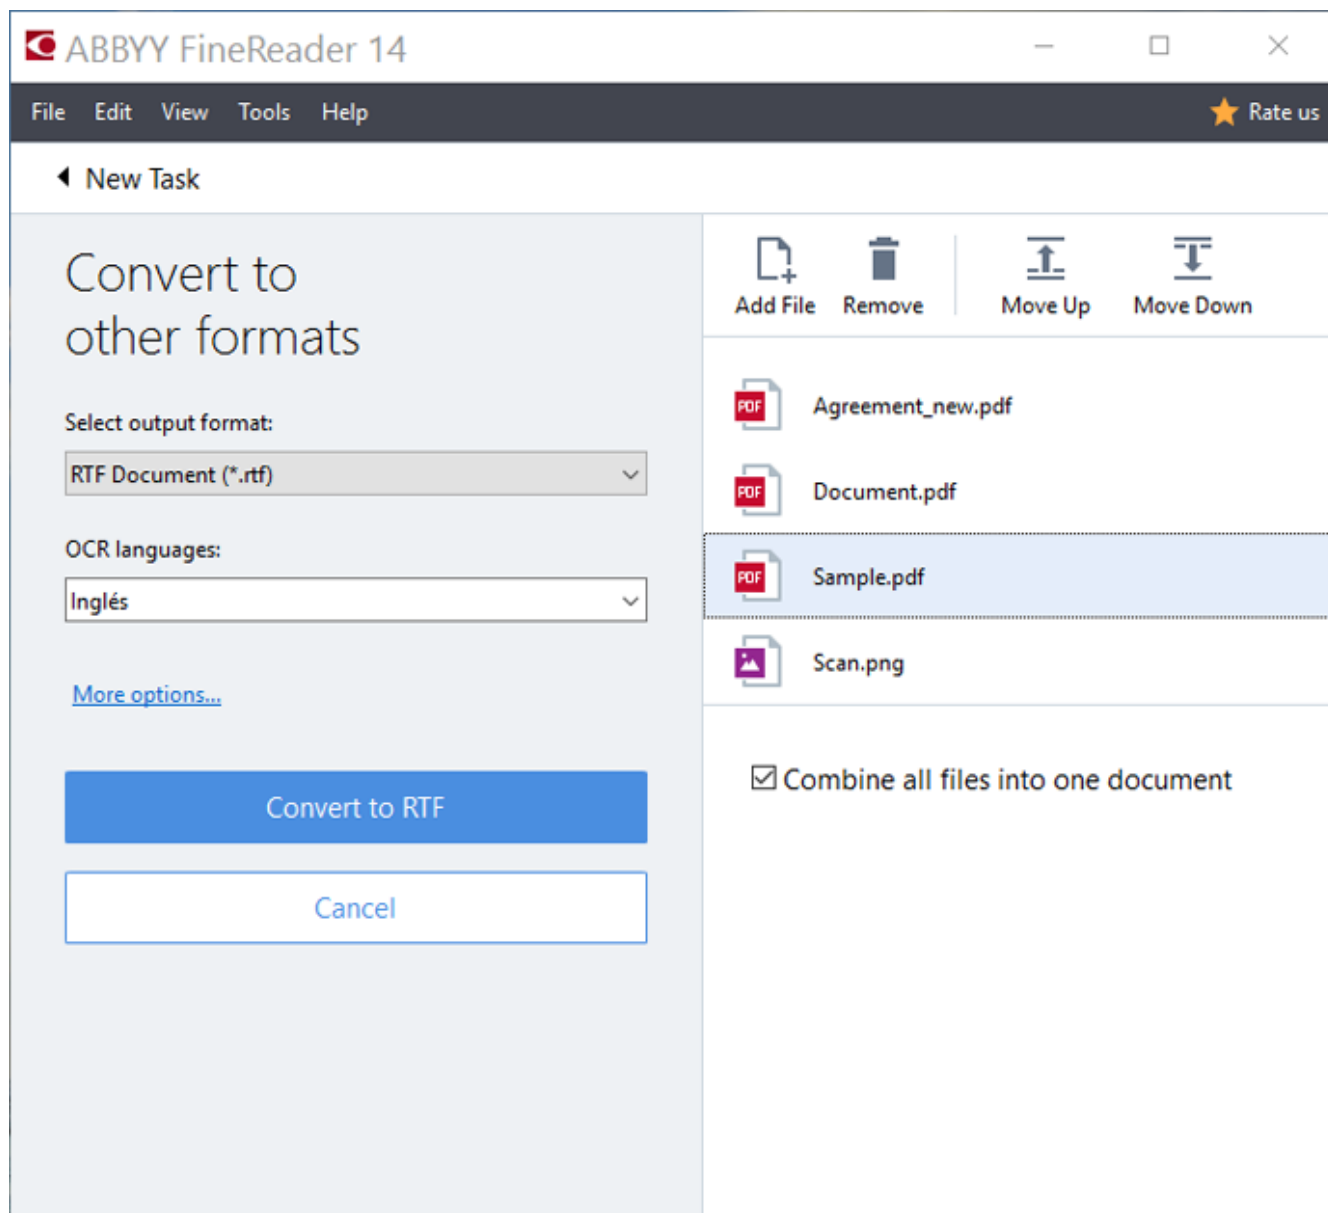 ABBYY FineReader 14
File Edit View Tools Help Rate us
New Task
Convert to
other formats
Select output format:
RTF Document (*.rtf)
OCR languages:
Inglés
More options...
Convert to RTF
Cancel
Add File Remove Move Up Move Down
PDF Agreement_new.pdf
PDF Document.pdf
PDF Sample.pdf
Scan.png
Combine all files into one document